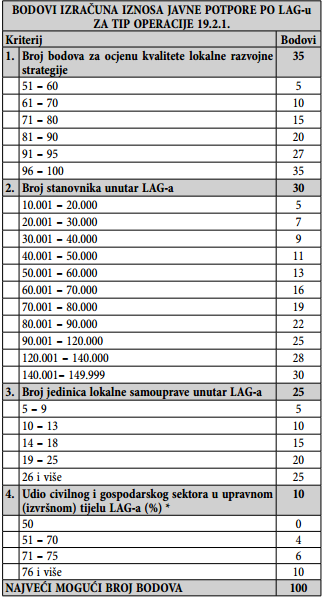 BODOVI IZRAČUNA IZNOSA JAVNE POTPORE PO LAG-u
ZA TIP OPERACIJE 19.2.1.
Kriterij Bodovi
1. Broj bodova za ocjenu kvalitete lokalne razvojne 35
strategije
51 – 60 5
61 – 70 10
71 – 80 15
81 – 90 20
91 – 95 27
96 – 100 35
2. Broj stanovnika unutar LAG-a 30
10.001 – 20.000 5
20.001 – 30.000 7
30.001 – 40.000 9
40.001 – 50.000 11
50.001 – 60.000 13
60.001 – 70.000 16
70.001 – 80.000 19
80.001 – 90.000 22
90.001 – 120.000 25
120.001 – 140.000 28
140.001– 149.999 30
3. Broj jedinica lokalne samouprave unutar LAG-a 25
5 – 9 5
10 – 13 10
14 – 18 15
19 – 25 20
26 i više 25
4. Udio civilnog i gospodarskog sektora u upravnom 10
(izvršnom) tijelu LAG-a (%) *
50 0
51 – 70 4
71 – 75 6
76 i više 10
NAJVEĆI MOGUĆI BROJ BODOVA 100